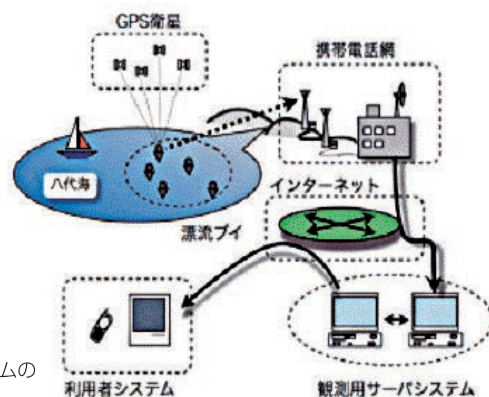 GPS衛星
携帯電話網
八代海
漂流ブイ
インターネット
ムの
利用者システム
観測用サーバシステム